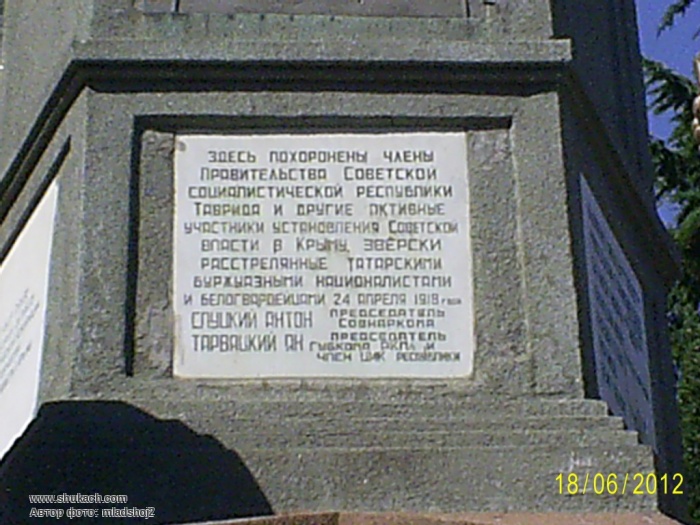 ЗДЕСЬ ПОХОРОНЕНЫ ЧЛЕНЫ
ПРАВИТЕЛЬСТВА СОВЕТСКОЙ
СОЦИАЛИСТИЧЕСКОЙ РЕСПУБЛИКИ
ТАВРИДА И ДРУГИЕ АКТИВНЫЕ
УЧАСТНИКИ УСТАНОВЛЕНИЯ СОВЕТСКОЙ
ВЛАСТИ В КРЫМУ, ЗВЕРСКИ
РАССТРЕЛЯННЫЕ ТАТАРСКИМИ
БУРЖУАЗНЫМИ НАЦИОНАЛИСТАМИ
И БЕЛОГВАРДЕЙЦАМИ 24 АПРЕЛЯ 1918 ГОДА
СЛУЦКИЙ АНТОН ПРЕДСЕДАТЕЛЬ СОВНАРКОМА
ТАРВАЦКИЙ ЯН ПРЕДСЕДАТЕЛЬ ГУБКОМА И
ЧЛЕН ЦИК РЕСПУБЛИКИ
www.shukach.com
Автор фото: mladshoj2
18/06/2012